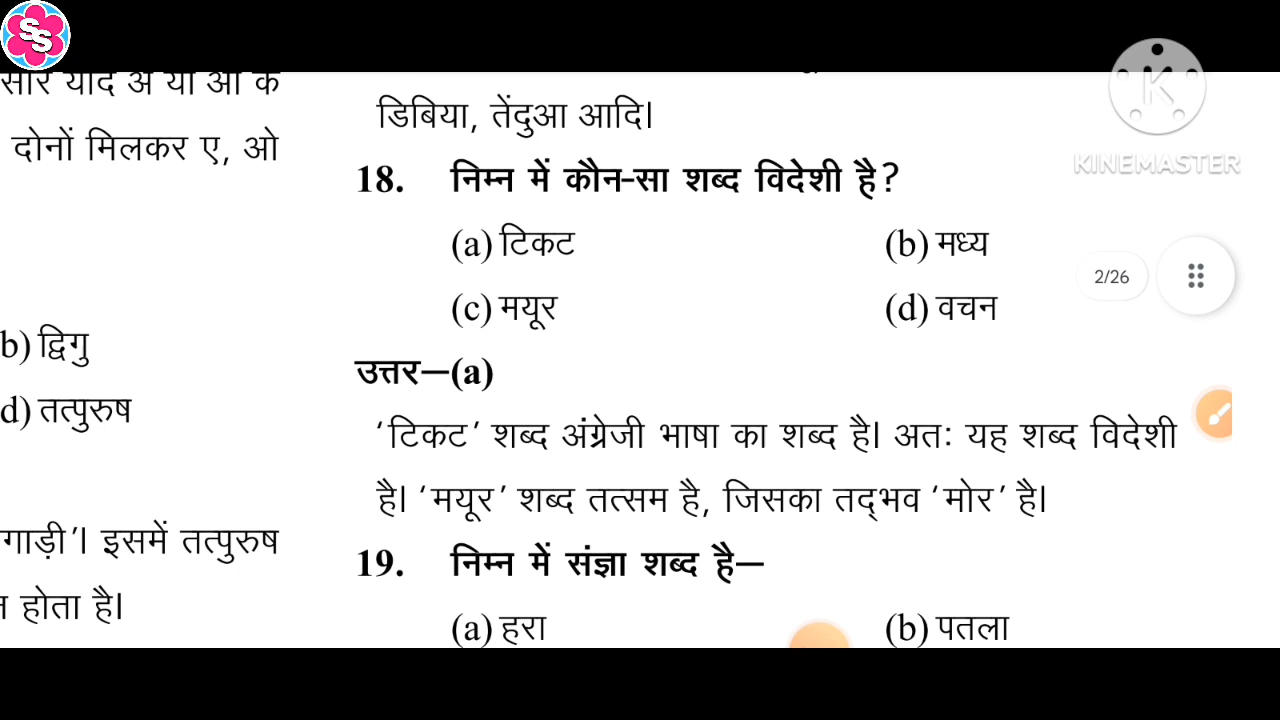 SS
KINEMASTER
2/26
दोनों मिलकर ए, ओ
b) द्विगु
d) तत्पुरुष
गाड़ी'। इसमें तत्पुरुष
होता है।
डिबिया, तेंदुआ आदि।
18. निम्न में कौन-सा शब्द विदेशी है?
(a) टिकट (b) मध्य
(c) मयूर (d) वचन
उत्तर—(a)
'टिकट' शब्द अंग्रेजी भाषा का शब्द है। अतः यह शब्द विदेशी
है। 'मयूर' शब्द तत्सम है, जिसका तद्भव 'मोर' है।
19. निम्न में संज्ञा शब्द है—
(a) हरा (b) पतला